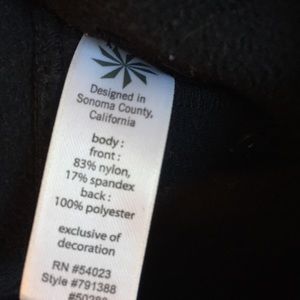 Designed in
Sonoma County,
California
body:
front:
83% nylon,
17% spandex
back:
100% polyester
exclusive of
decoration
RN #54023
Style #791388